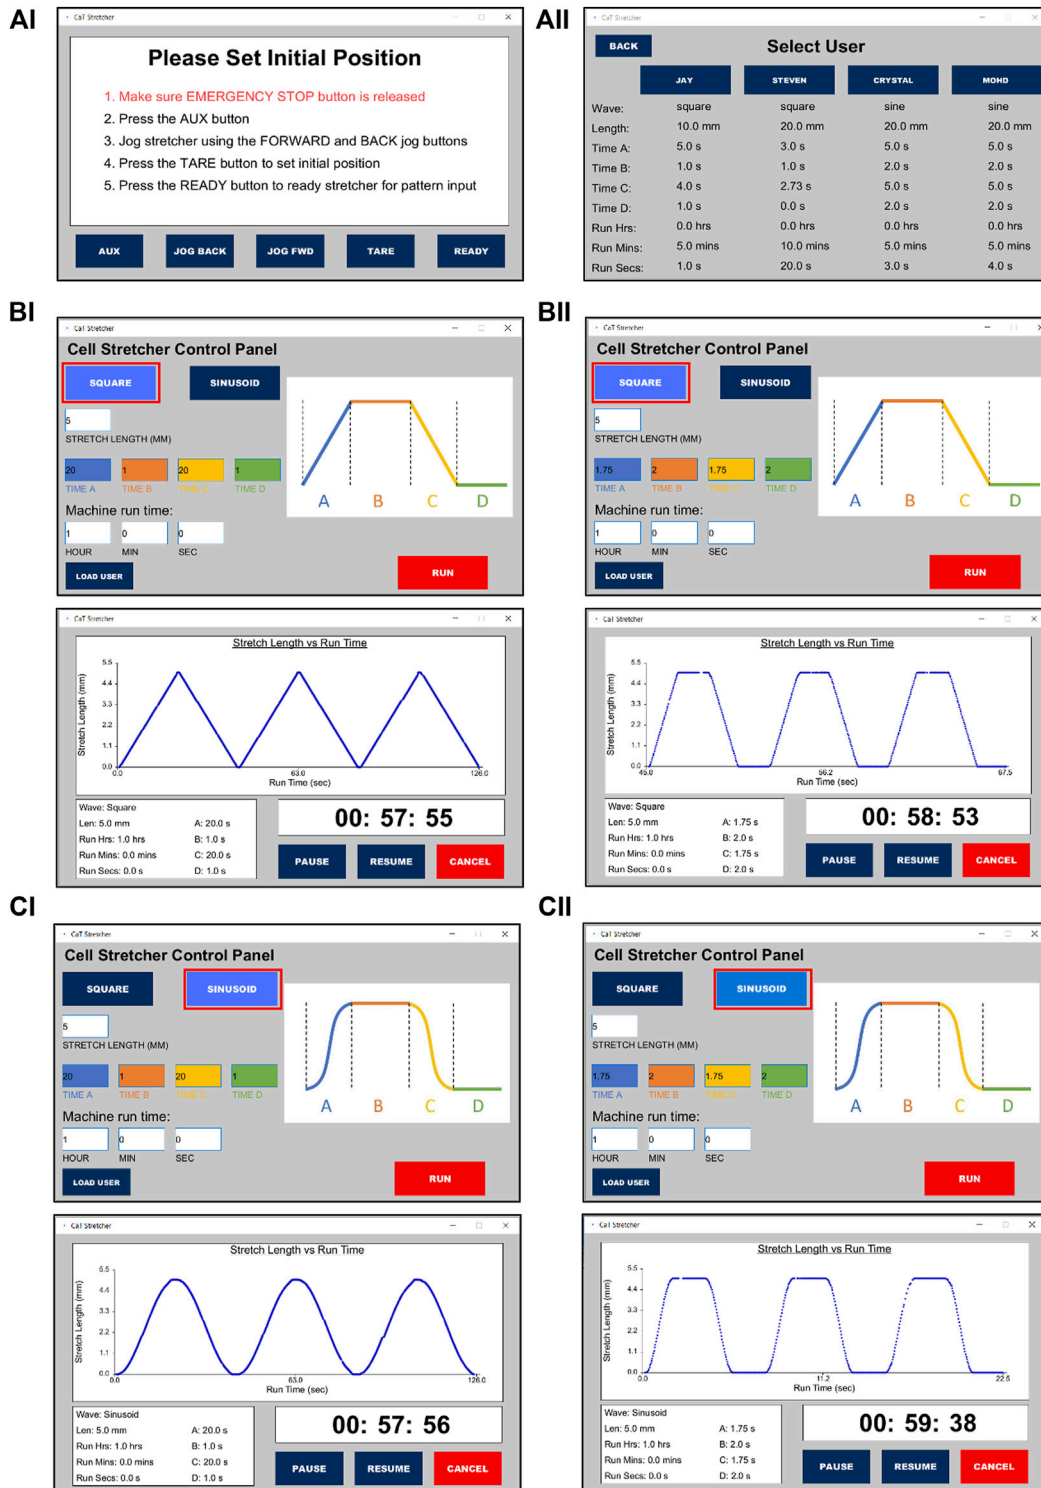 AI
CaT Stretcher
Please Set Initial Position
1. Make sure EMERGENCY STOP button is released
2. Press the AUX button
3. Jog stretcher using the FORWARD and BACK jog buttons
4. Press the TARE button to set initial position
5. Press the READY button to ready stretcher for pattern input
AUX JOG BACK JOG FWD TARE READY
AII
CaT Stretcher
BACK Select User
JAY STEVEN CRYSTAL MOHD
Wave: square square sine sine
Length: 10.0 mm 20.0 mm 20.0 mm 20.0 mm
Time A: 5.0 s 3.0 s 5.0 s 5.0 s
Time B: 1.0 s 1.0 s 2.0 s 2.0 s
Time C: 4.0 s 2.73 s 5.0 s 5.0 s
Time D: 1.0 s 0.0 s 2.0 s 2.0 s
Run Hrs: 0.0 hrs 0.0 hrs 0.0 hrs 0.0 hrs
Run Mins: 5.0 mins 10.0 mins 5.0 mins 5.0 mins
Run Secs: 1.0 s 20.0 s 3.0 s 4.0 s
BI
CaT Stretcher
Cell Stretcher Control Panel
SQUARE SINUSOID
5
STRETCH LENGTH (MM)
20 1 20 1
TIME A TIME B TIME C TIME D
A B C D
Machine run time:
1 0 0
HOUR MIN SEC
LOAD USER RUN
CaT Stretcher
Stretch Length vs Run Time
Stretch Length (mm)
5.5
4.4
3.3
2.2
1.1
0.0
0.0 63.0 126.0
Run Time (sec)
Wave: Square
Len: 5.0 mm A: 20.0 s
Run Hrs: 1.0 hrs B: 1.0 s
Run Mins: 0.0 mins C: 20.0 s
Run Secs: 0.0 s D: 1.0 s
00: 57: 55
PAUSE RESUME CANCEL
BII
CaT Stretcher
Cell Stretcher Control Panel
SQUARE SINUSOID
5
STRETCH LENGTH (MM)
1.75 2 1.75 2
TIME A TIME B TIME C TIME D
A B C D
Machine run time:
1 0 0
HOUR MIN SEC
LOAD USER RUN
CaT Stretcher
Stretch Length vs Run Time
Stretch Length (mm)
5.5
4.4
3.3
2.2
1.1
0.0
45.0 56.2 67.5
Run Time (sec)
Wave: Square
Len: 5.0 mm A: 1.75 s
Run Hrs: 1.0 hrs B: 2.0 s
Run Mins: 0.0 mins C: 1.75 s
Run Secs: 0.0 s D: 2.0 s
00: 58: 53
PAUSE RESUME CANCEL
CI
CaT Stretcher
Cell Stretcher Control Panel
SQUARE SINUSOID
5
STRETCH LENGTH (MM)
20 1 20 1
TIME A TIME B TIME C TIME D
A B C D
Machine run time:
1 0 0
HOUR MIN SEC
LOAD USER RUN
CaT Stretcher
Stretch Length vs Run Time
Stretch Length (mm)
5.5
4.4
3.3
2.2
1.1
0.0
0.0 63.0 126.0
Run Time (sec)
Wave: Sinusoid
Len: 5.0 mm A: 20.0 s
Run Hrs: 1.0 hrs B: 1.0 s
Run Mins: 0.0 mins C: 20.0 s
Run Secs: 0.0 s D: 1.0 s
00: 57: 56
PAUSE RESUME CANCEL
CII
CaT Stretcher
Cell Stretcher Control Panel
SQUARE SINUSOID
5
STRETCH LENGTH (MM)
1.75 2 1.75 2
TIME A TIME B TIME C TIME D
A B C D
Machine run time:
1 0 0
HOUR MIN SEC
LOAD USER RUN
CaT Stretcher
Stretch Length vs Run Time
Stretch Length (mm)
5.5
4.4
3.3
2.2
1.1
0.0
0.0 11.2 22.5
Run Time (sec)
Wave: Sinusoid
Len: 5.0 mm A: 1.75 s
Run Hrs: 1.0 hrs B: 2.0 s
Run Mins: 0.0 mins C: 1.75 s
Run Secs: 0.0 s D: 2.0 s
00: 59: 38
PAUSE RESUME CANCEL